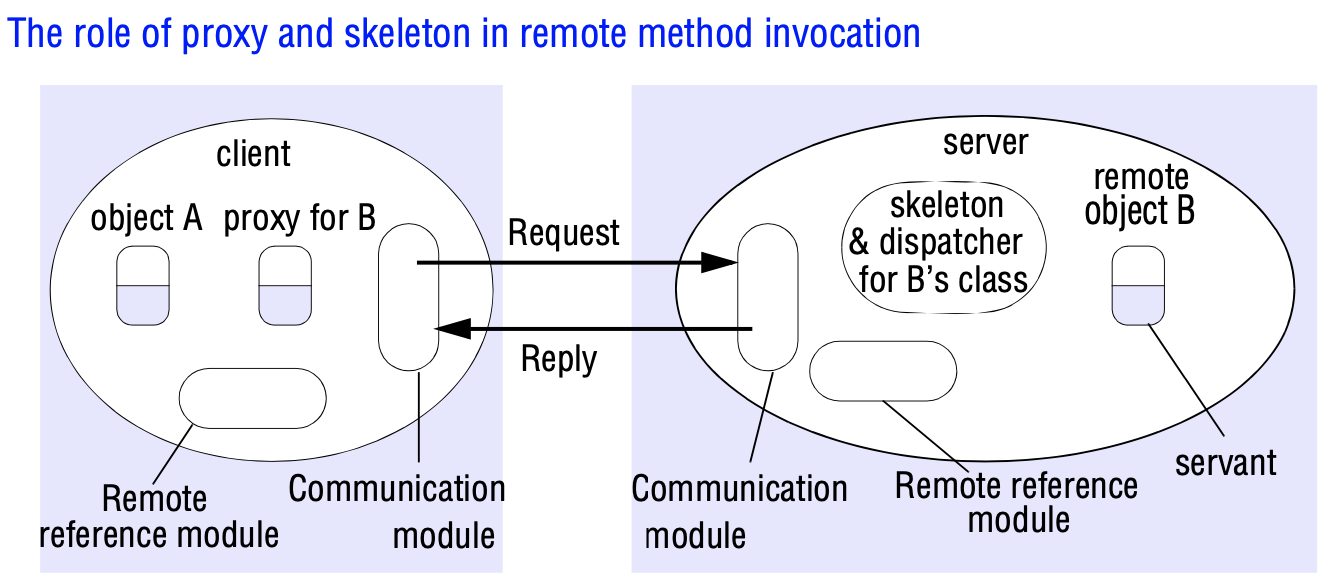 The role of proxy and skeleton in remote method invocation
client
object A
proxy for B
Request
Reply
Remote
reference module
Communication
module
server
skeleton
& dispatcher
for B's class
remote
object B
Communication
module
Remote reference
module
servant